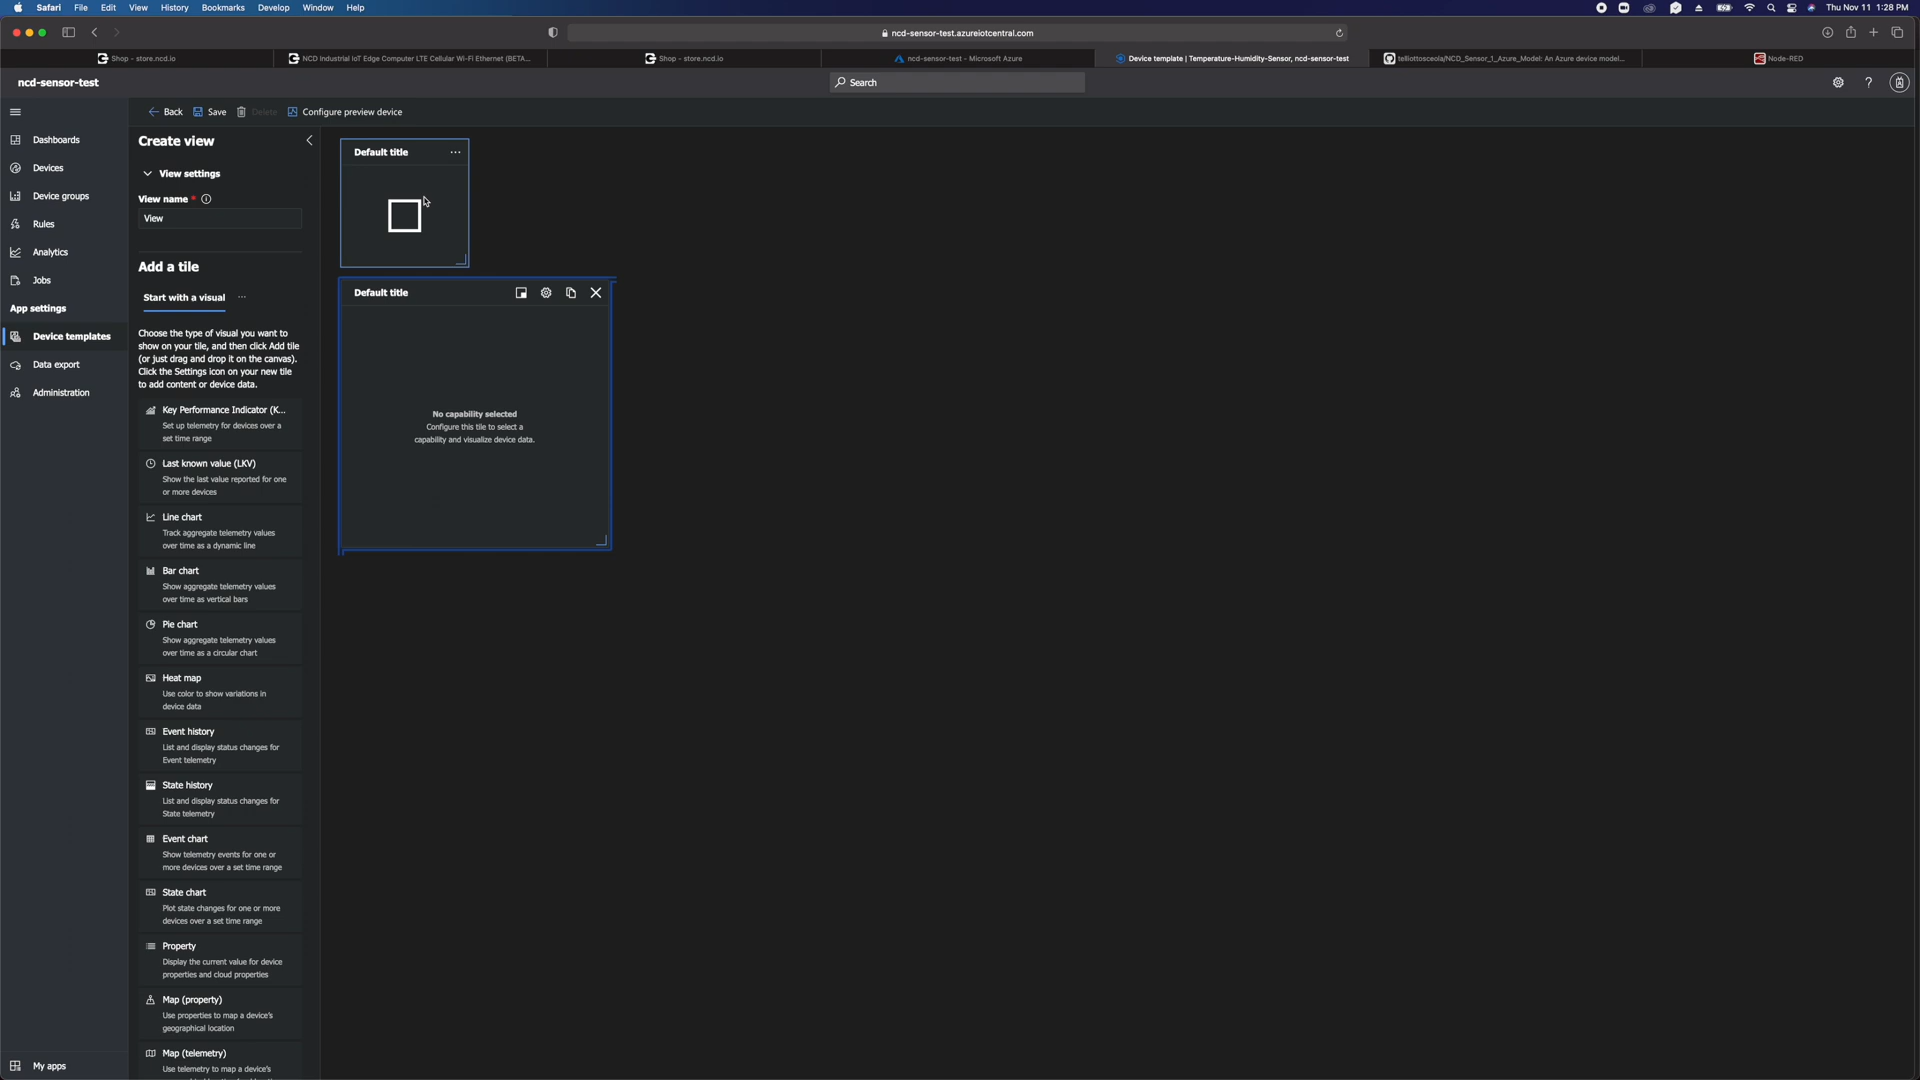 Safari File Edit View History Bookmarks Develop Window Help
Thu Nov 11 1:28 PM
ncd-sensor-test.azureiotcentral.com
Shop - store.ncd.io
NCD Industrial IoT Edge Computer LTE Cellular Wi-Fi Ethernet (BETA...
Shop - store.ncd.io
ncd-sensor-test - Microsoft Azure
Device template | Temperature-Humidity-Sensor, ncd-sensor-test
telliottosceola/NCD_Sensor_1_Azure_Model: An Azure device model...
Node-RED
ncd-sensor-test
Search
?
Back
Save
Delete
Configure preview device
Dashboards
Devices
Device groups
Rules
Analytics
Jobs
App settings
Device templates
Data export
Administration
My apps
Create view
View settings
View name *
View
Add a tile
Start with a visual ...
Choose the type of visual you want to
show on your tile, and then click Add tile
(or just drag and drop it on the canvas).
Click the Settings icon on your new tile
to add content or device data.
Key Performance Indicator (K...
Set up telemetry for devices over a
set time range
Last known value (LKV)
Show the last value reported for one
or more devices
Line chart
Track aggregate telemetry values
over time as a dynamic line
Bar chart
Show aggregate telemetry values
over time as vertical bars
Pie chart
Show aggregate telemetry values
over time as a circular chart
Heat map
Use color to show variations in
device data
Event history
List and display status changes for
Event telemetry
State history
List and display status changes for
State telemetry
Event chart
Show telemetry events for one or
more devices over a set time range
State chart
Plot state changes for one or more
devices over a set time range
Property
Display the current value for device
properties and cloud properties
Map (property)
Use properties to map a device's
geographical location
Map (telemetry)
Use telemetry to map a device's
Default title ...
Default title
No capability selected
Configure this tile to select a
capability and visualize device data.